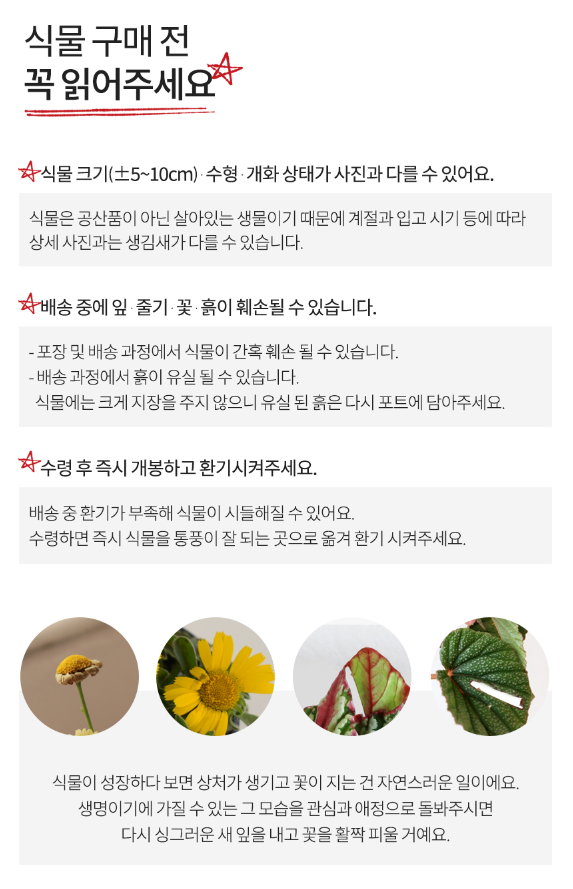 식물 구매 전
꼭 읽어주세요
식물 크기(±5~10cm) · 수형 · 개화 상태가 사진과 다를 수 있어요.
식물은 공산품이 아닌 살아있는 생물이기 때문에 계절과 입고 시기 등에 따라
상세 사진과는 생김새가 다를 수 있습니다.
배송 중에 잎 · 줄기 · 꽃 · 흙이 훼손될 수 있습니다.
- 포장 및 배송 과정에서 식물이 간혹 훼손 될 수 있습니다.
- 배송 과정에서 흙이 유실 될 수 있습니다.
식물에는 크게 지장을 주지 않으니 유실 된 흙은 다시 포트에 담아주세요.
수령 후 즉시 개봉하고 환기시켜주세요.
배송 중 환기가 부족해 식물이 시들해질 수 있어요.
수령하면 즉시 식물을 통풍이 잘 되는 곳으로 옮겨 환기 시켜주세요.
식물이 성장하다 보면 상처가 생기고 꽃이 지는 건 자연스러운 일이에요.
생명이기에 가질 수 있는 그 모습을 관심과 애정으로 돌봐주시면
다시 싱그러운 새 잎을 내고 꽃을 활짝 피울 거예요.